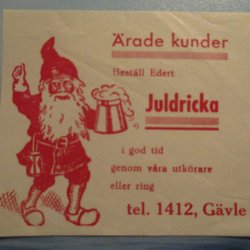 Ärade kunder
Beställ Edert
Juldricka
i god tid
genom våra utkörare
eller ring
tel. 1412, Gävle